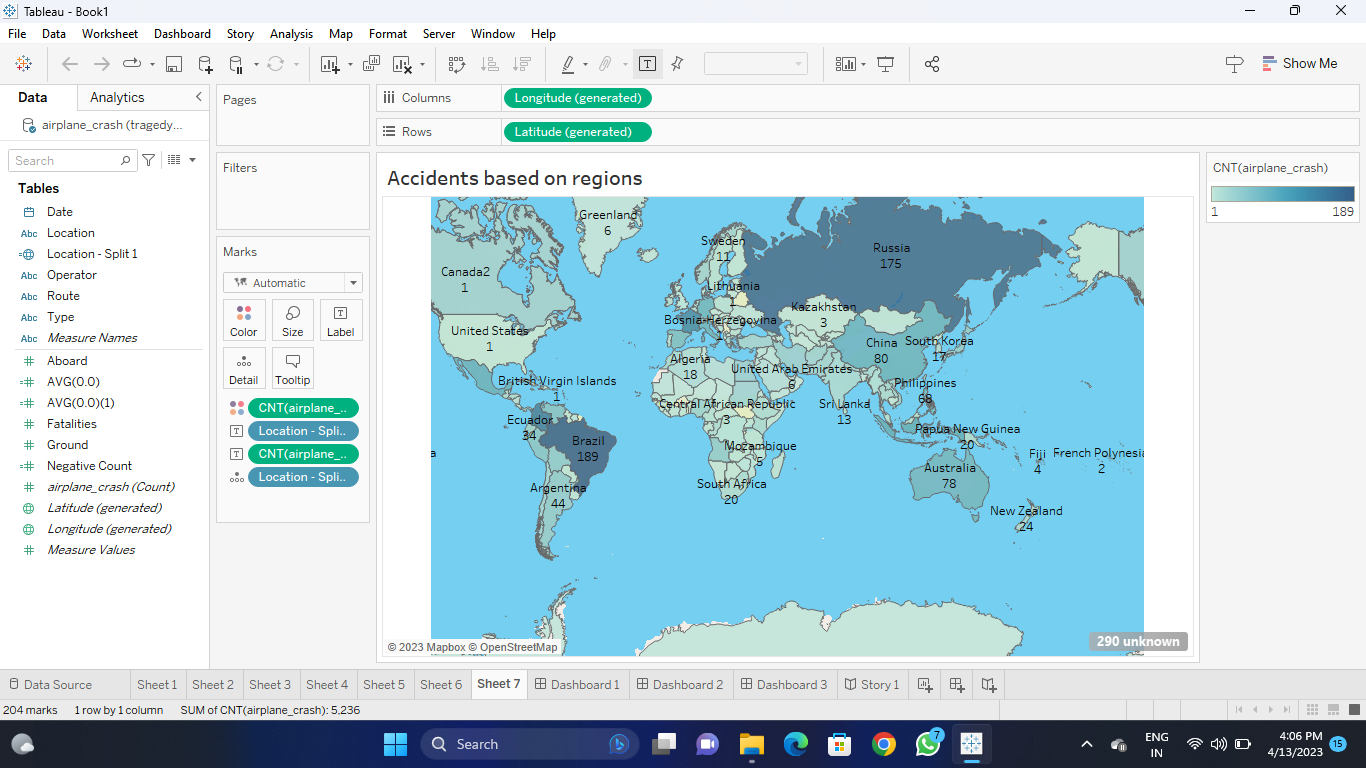 Tableau - Book1
File Data Worksheet Dashboard Story Analysis Map Format Server Window Help
Show Me
Data Analytics
airplane_crash (tragedy...
Search
Tables
Date
Abc Location
Location - Split 1
Abc Operator
Abc Route
Abc Type
Abc Measure Names
Aboard
AVG(0.0)
AVG(0.0)(1)
Fatalities
Ground
Negative Count
airplane_crash (Count)
Latitude (generated)
Longitude (generated)
Measure Values
Pages
Filters
Marks
Automatic
Color Size Label
Detail Tooltip
CNT(airplane_..
Location - Spli..
CNT(airplane_..
Location - Spli..
Columns Longitude (generated)
Rows Latitude (generated)
Accidents based on regions
Greenland
6
Sweden
11
Russia
175
Canada2
1
Lithuania
1
Kazakhstan
3
Bosnia-Herzegovina
1
United States
1
China
80
South Korea
17
Algeria
18
United Arab Emirates
6
British Virgin Islands
1
Philippines
68
Central African Republic
3
Sri Lanka
13
Ecuador
34
Brazil
189
Papua New Guinea
20
Mozambique
5
Fiji
4
French Polynesia
2
a
Australia
78
Argentina
44
South Africa
20
New Zealand
24
© 2023 Mapbox © OpenStreetMap
290 unknown
CNT(airplane_crash)
1 189
Data Source Sheet 1 Sheet 2 Sheet 3 Sheet 4 Sheet 5 Sheet 6 Sheet 7 Dashboard 1 Dashboard 2 Dashboard 3 Story 1
204 marks 1 row by 1 column SUM of CNT(airplane_crash): 5,236
Search
7
ENG
IN
4:06 PM
4/13/2023
15